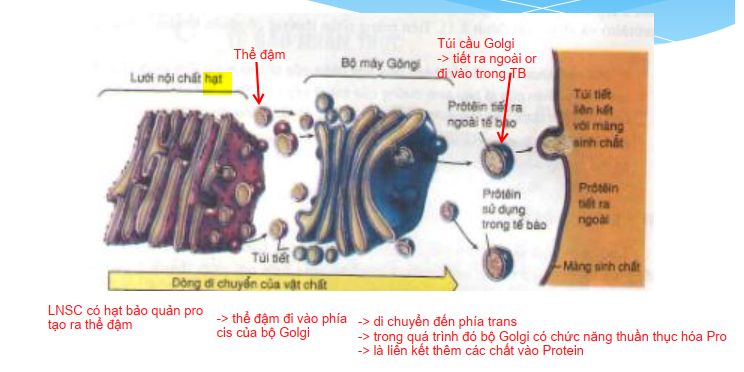 Thể đậm
Túi cầu Golgi
-> tiết ra ngoài or
đi vào trong TB
Lưới nội chất hạt
Bộ máy Gôngi
Prôtêin tiết ra
ngoài tế bào
Túi tiết
liên kết
với màng
sinh chất
Prôtêin
sử dụng
trong tế bào
Prôtêin
tiết ra
ngoài
Túi tiết
Màng sinh chất
Dòng di chuyển của vật chất
LNSC có hạt bảo quản pro
tạo ra thể đậm
-> thể đậm đi vào phía
cis của bộ Golgi
-> di chuyển đến phía trans
-> trong quá trình đó bộ Golgi có chức năng thuần thục hóa Pro
-> là liên kết thêm các chất vào Protein